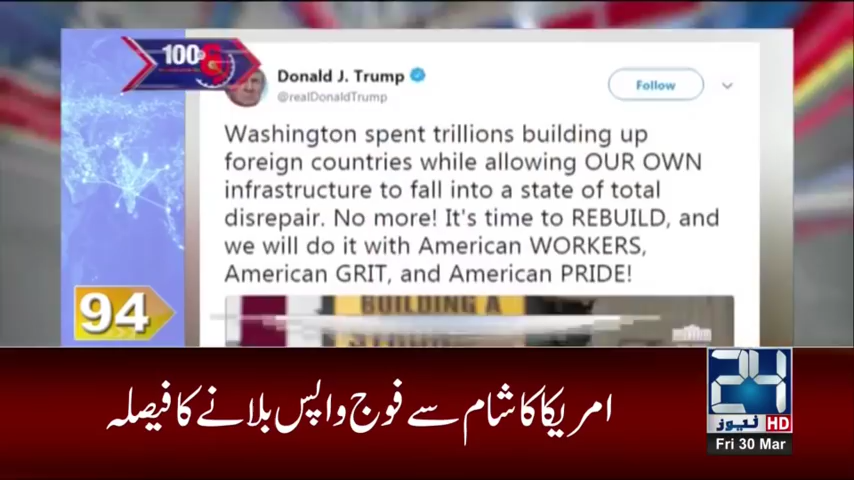 100
6
Donald J. Trump
@realDonaldTrump
Follow
Washington spent trillions building up
foreign countries while allowing OUR OWN
infrastructure to fall into a state of total
disrepair. No more! It's time to REBUILD, and
we will do it with American WORKERS,
American GRIT, and American PRIDE!
BUILDING A
94
امریکا کا شام سے فوج واپس بلانے کا فیصلہ
24
نیوز HD
Fri 30 Mar